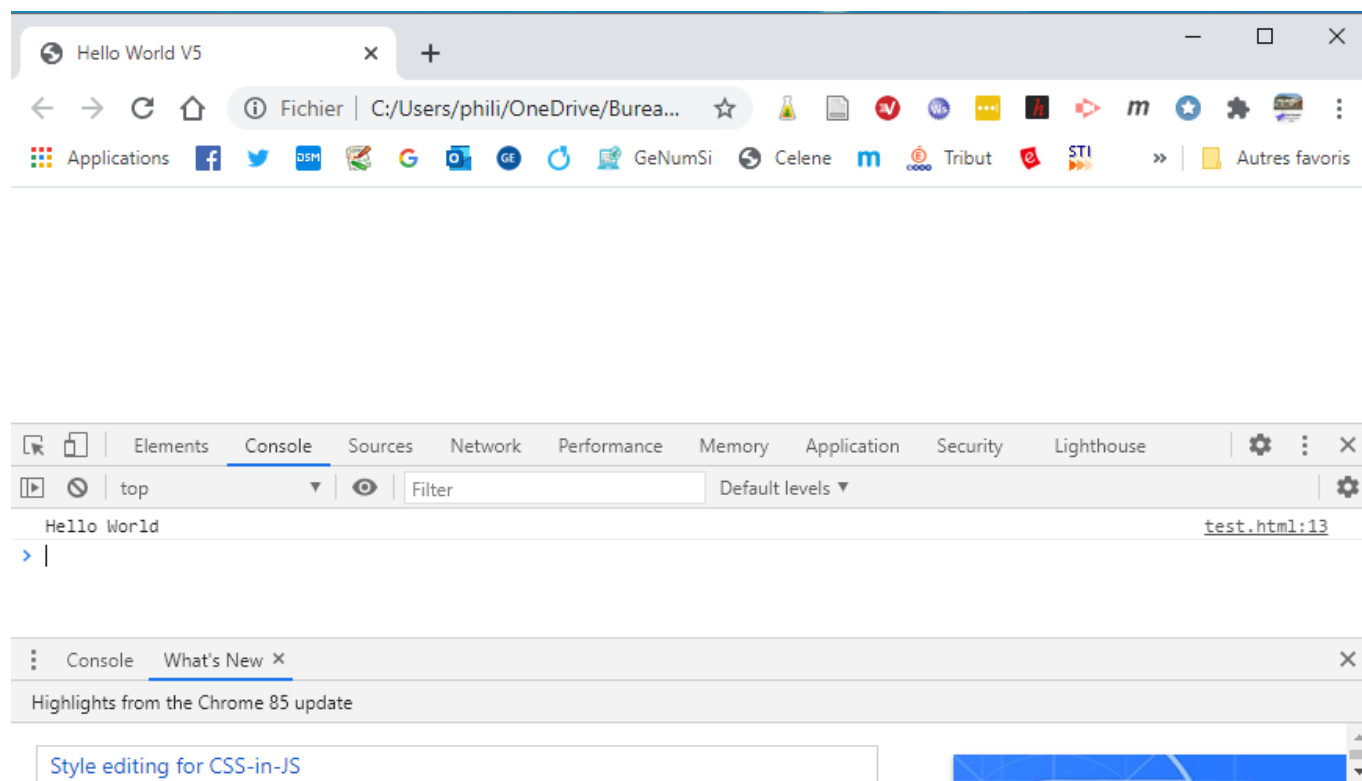 Hello World V5
Fichier | C:/Users/phili/OneDrive/Burea...
Applications DSM G GE GeNumSi Celene m Tribut STI » Autres favoris
Elements Console Sources Network Performance Memory Application Security Lighthouse
top Filter Default levels
Hello World test.html:13
Console What's New
Highlights from the Chrome 85 update
Style editing for CSS-in-JS